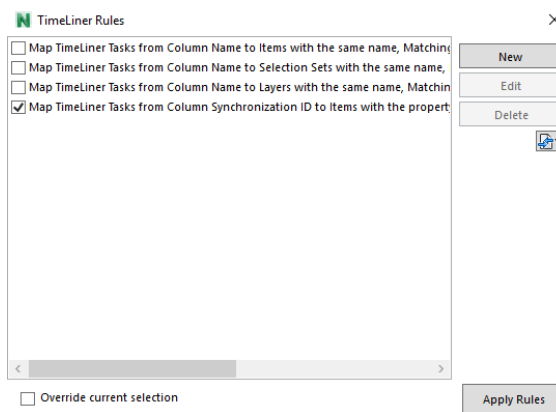 TimeLiner Rules
Map TimeLiner Tasks from Column Name to Items with the same name, Matching
Map TimeLiner Tasks from Column Name to Selection Sets with the same name,
Map TimeLiner Tasks from Column Name to Layers with the same name, Matchin
Map TimeLiner Tasks from Column Synchronization ID to Items with the propert
New
Edit
Delete
Override current selection
Apply Rules